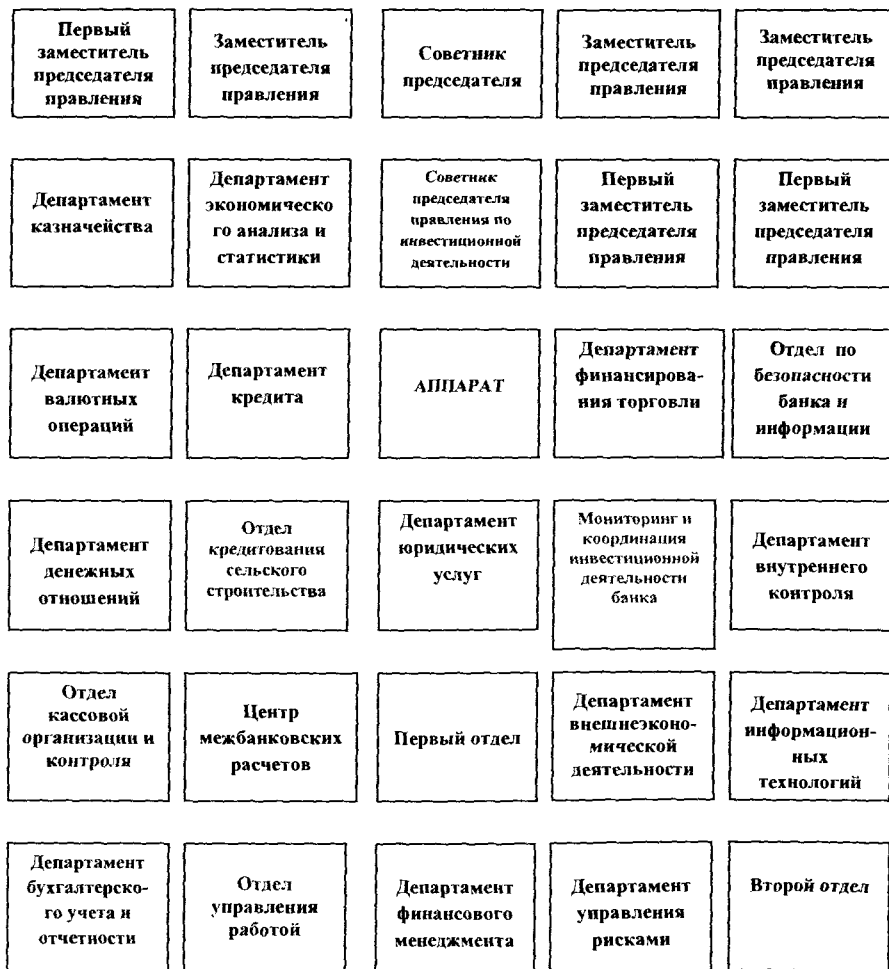 Первый
заместитель
председателя
правления
Заместитель
председателя
правления
Советник
председателя
Заместитель
председателя
правления
Заместитель
председателя
правления
Департамент
казначейства
Департамент
экономическо
го анализа и
статистики
Советник
председателя
правления по
инвестиционной
деятельности
Первый
заместитель
председателя
правления
Первый
заместитель
председателя
правления
Департамент
валютных
операций
Департамент
кредита
АППАРАТ
Департамент
финансирова-
ния торговли
Отдел по
безопасности
банка и
информации
Департамент
денежных
отношений
Отдел
кредитования
сельского
строительства
Департамент
юридических
услуг
Мониторинг и
координация
инвестиционной
деятельности
банка
Департамент
внутреннего
контроля
Отдел
кассовой
организации и
контроля
Центр
межбанковских
расчетов
Первый отдел
Департамент
внешнеэконо-
мической
деятельности
Департамент
информацион-
ных
технологий
Департамент
бухгалтерско-
го учета и
отчетности
Отдел
управления
работой
Департамент
финансового
менеджмента
Департамент
управления
рисками
Второй отдел